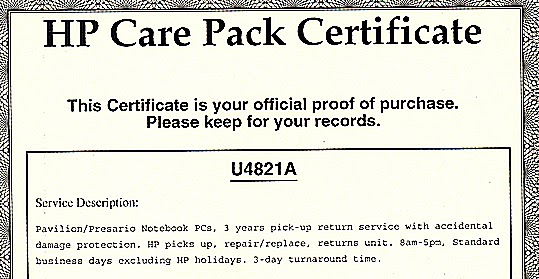 HP Care Pack Certificate
This Certificate is your official proof of purchase.
Please keep for your records.
U4821A
Service Description:
Pavilion/Presario Notebook PCs, 3 years pick-up return service with accidental
damage protection. HP picks up, repair/replace, returns unit. 8am-5pm, Standard
business days excluding HP holidays. 3-day turnaround time.